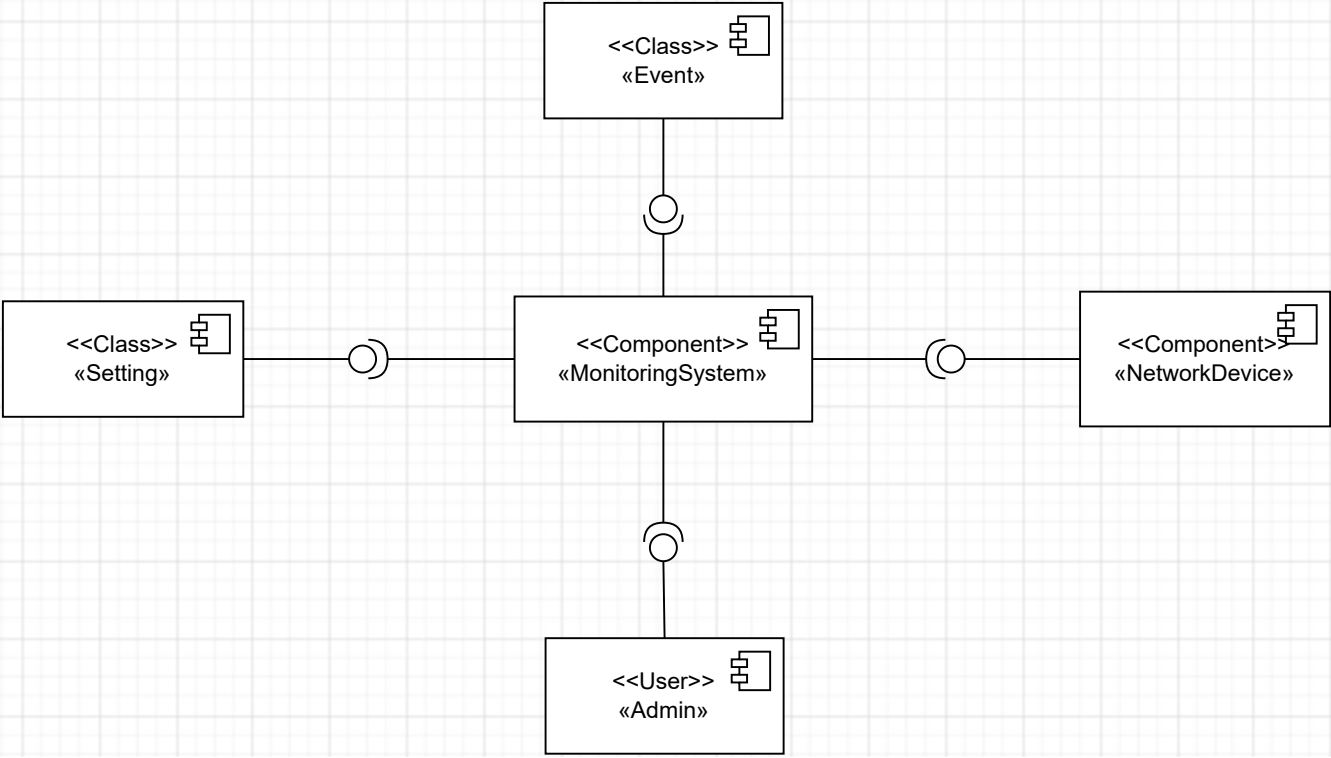 <<Class>>
«Event»
<<Class>>
«Setting»
<<Component>>
«MonitoringSystem»
<<Component>>
«NetworkDevice»
<<User>>
«Admin»